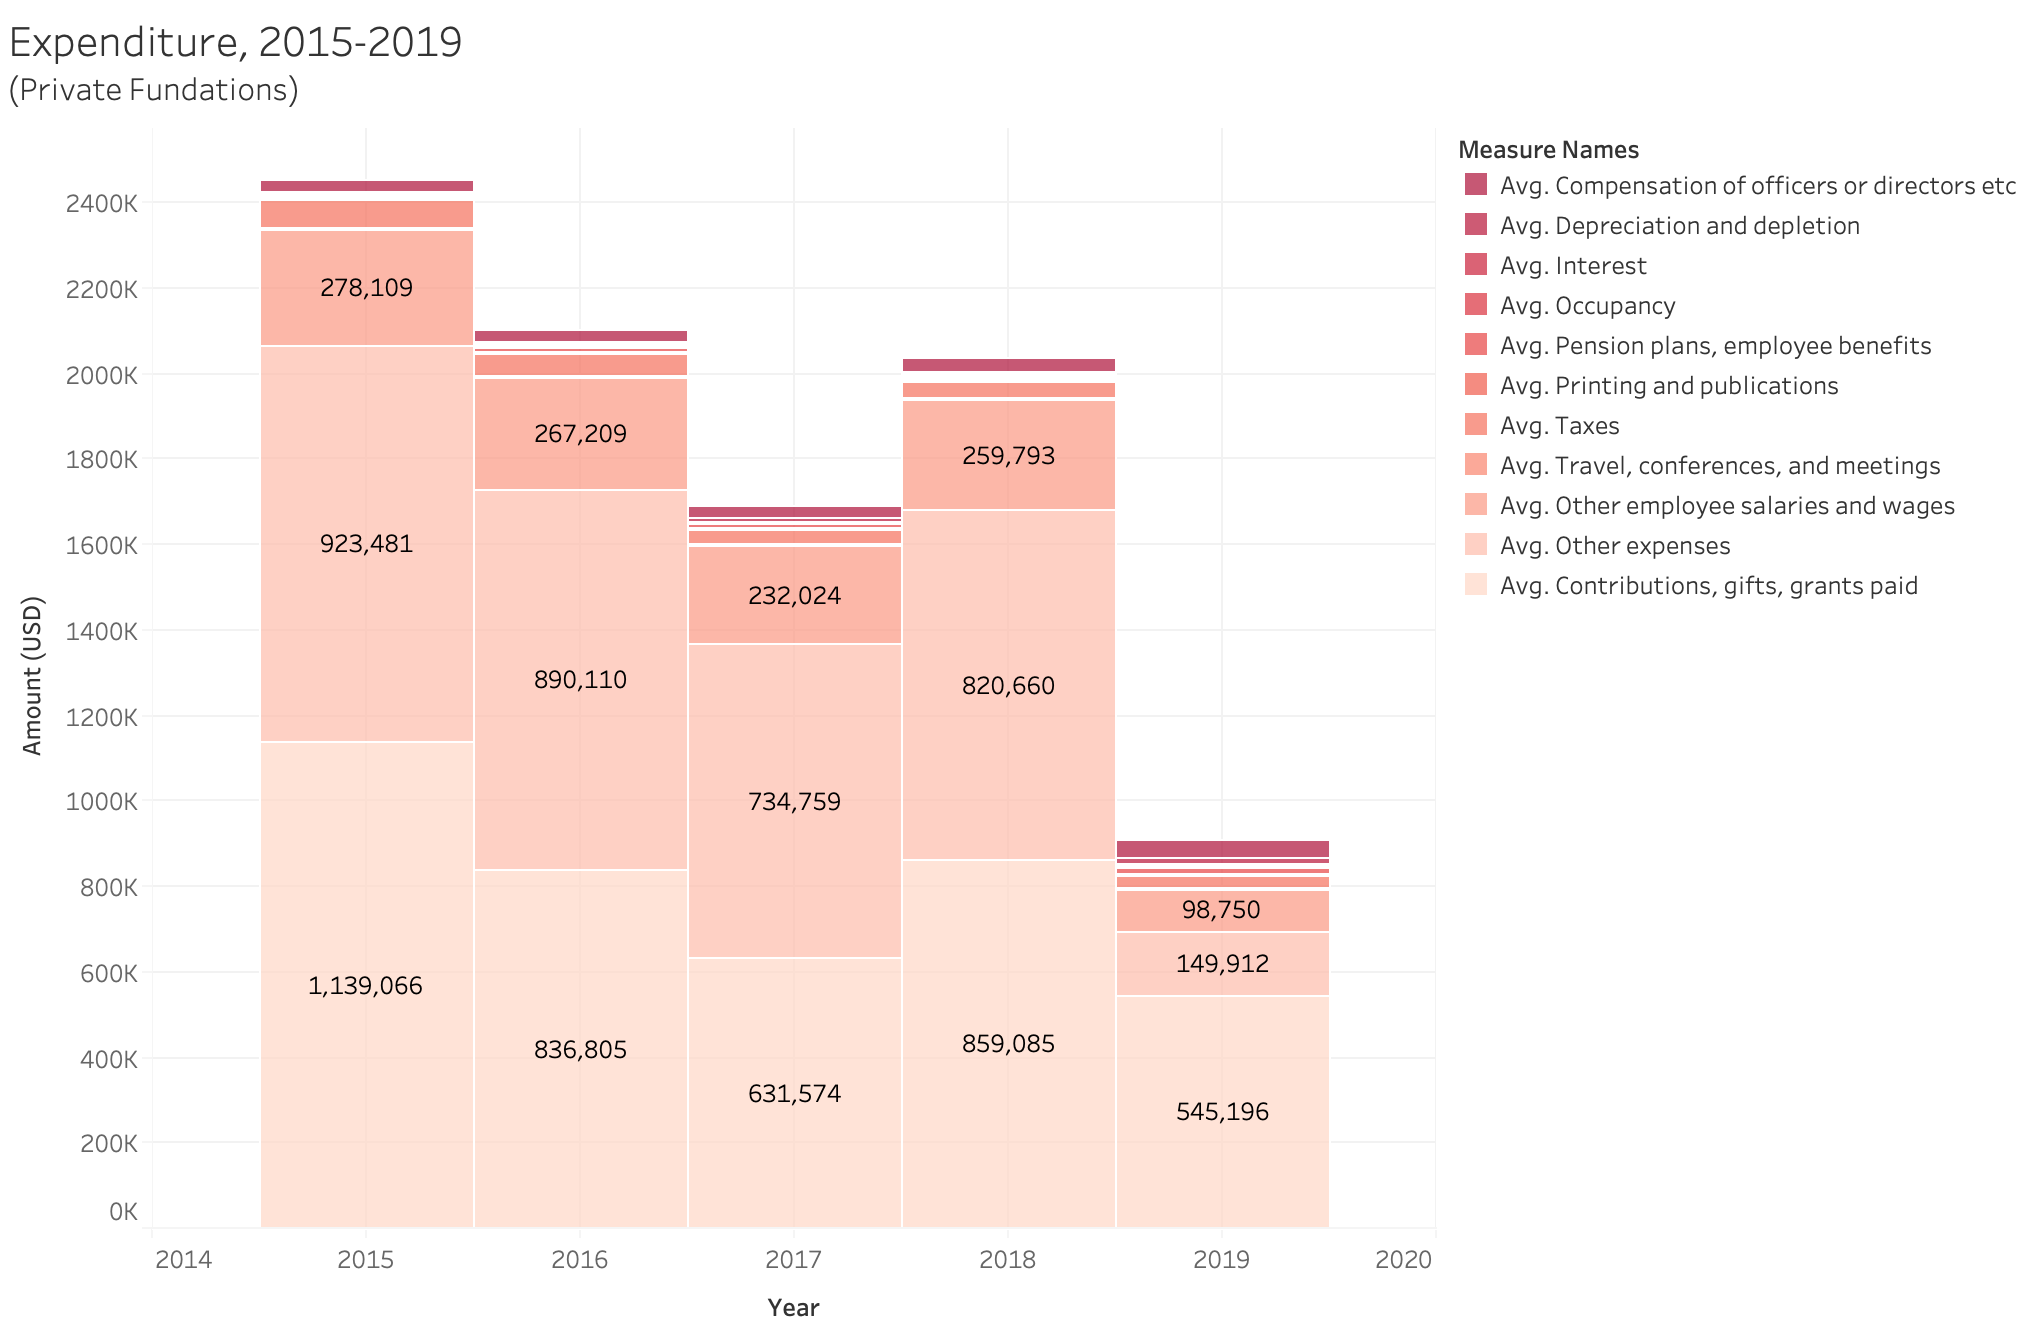 Expenditure, 2015-2019
(Private Fundations)
Measure Names
Avg. Compensation of officers or directors etc
Avg. Depreciation and depletion
Avg. Interest
Avg. Occupancy
Avg. Pension plans, employee benefits
Avg. Printing and publications
Avg. Taxes
Avg. Travel, conferences, and meetings
Avg. Other employee salaries and wages
Avg. Other expenses
Avg. Contributions, gifts, grants paid
Amount (USD)
2400K
2200K
2000K
1800K
1600K
1400K
1200K
1000K
800K
600K
400K
200K
0K
278,109
923,481
1,139,066
267,209
890,110
836,805
232,024
734,759
631,574
259,793
820,660
859,085
98,750
149,912
545,196
2014
2015
2016
2017
2018
2019
2020
Year